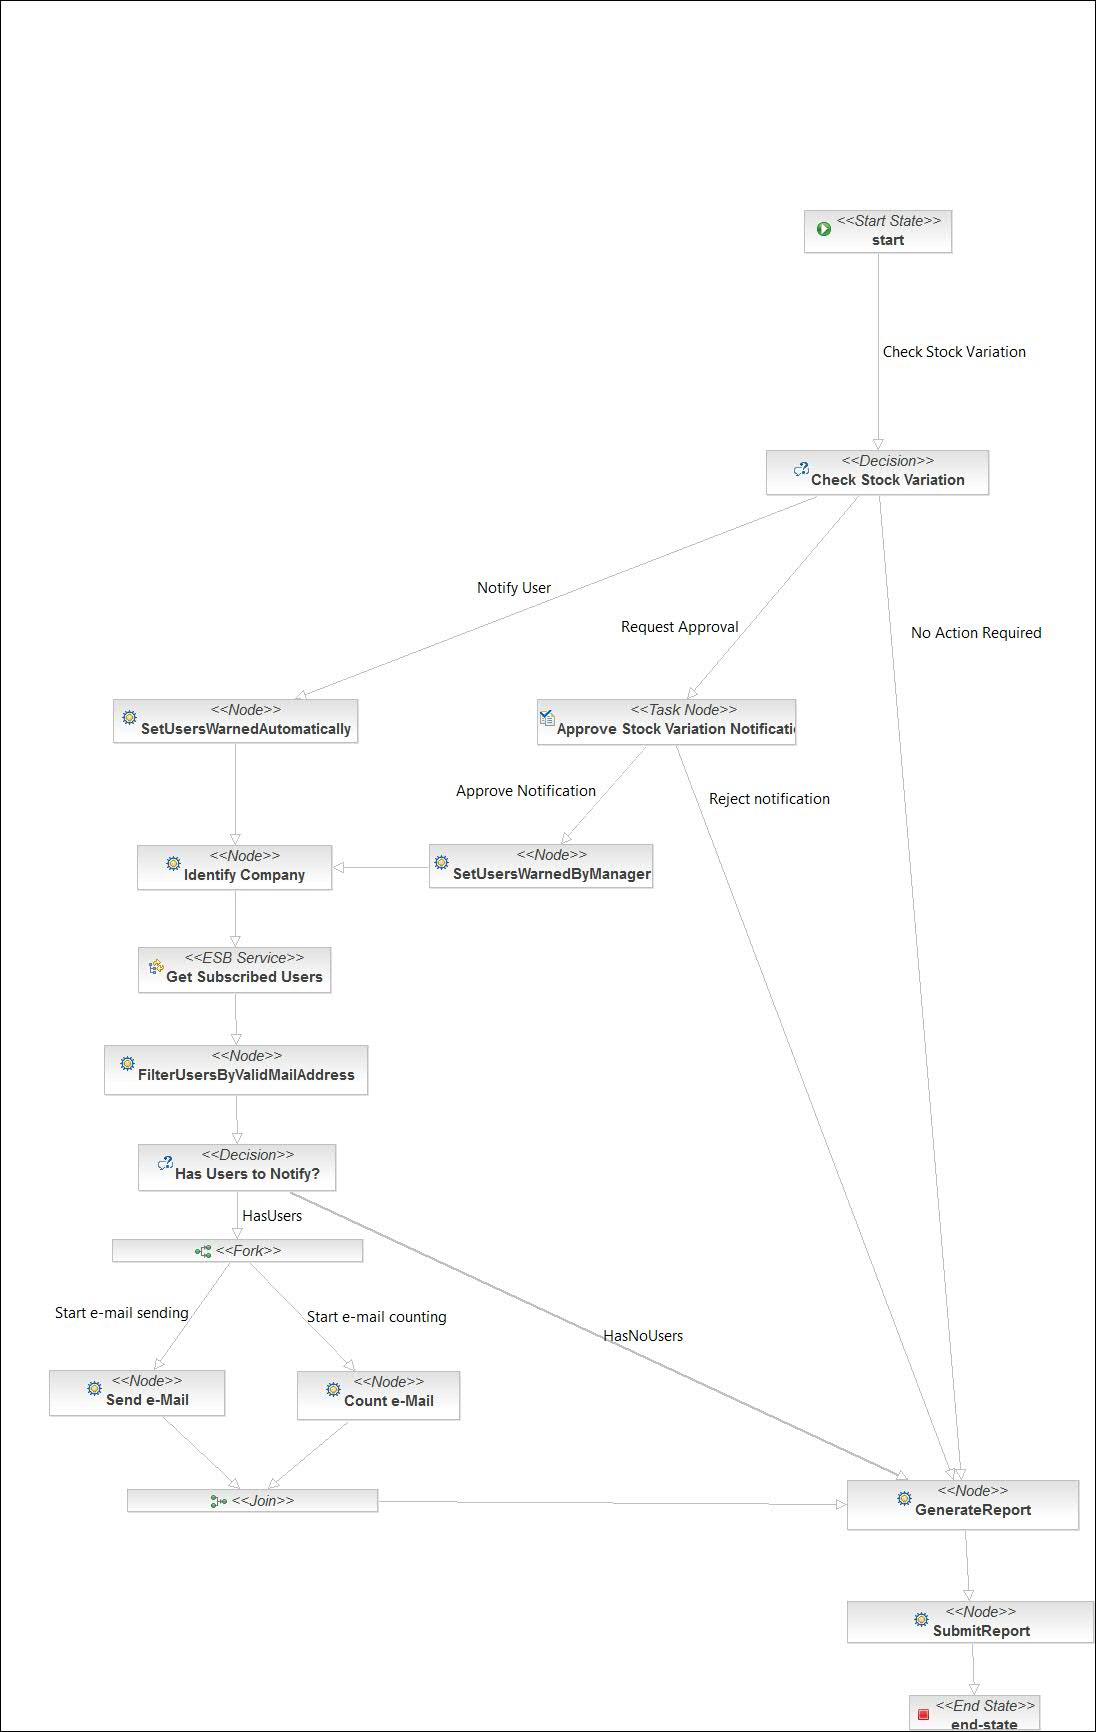 <<Start State>>
start
Check Stock Variation
<<Decision>>
Check Stock Variation
Notify User
Request Approval
No Action Required
<<Node>>
SetUsersWarnedAutomatically
<<Task Node>>
Approve Stock Variation Notificati
Approve Notification
Reject notification
<<Node>>
Identify Company
<<Node>>
SetUsersWarnedByManager
<<ESB Service>>
Get Subscribed Users
<<Node>>
FilterUsersByValidMailAddress
<<Decision>>
Has Users to Notify?
HasUsers
<<Fork>>
Start e-mail sending
Start e-mail counting
HasNoUsers
<<Node>>
Send e-Mail
<<Node>>
Count e-Mail
<<Join>>
<<Node>>
GenerateReport
<<Node>>
SubmitReport
<<End State>>
end-state